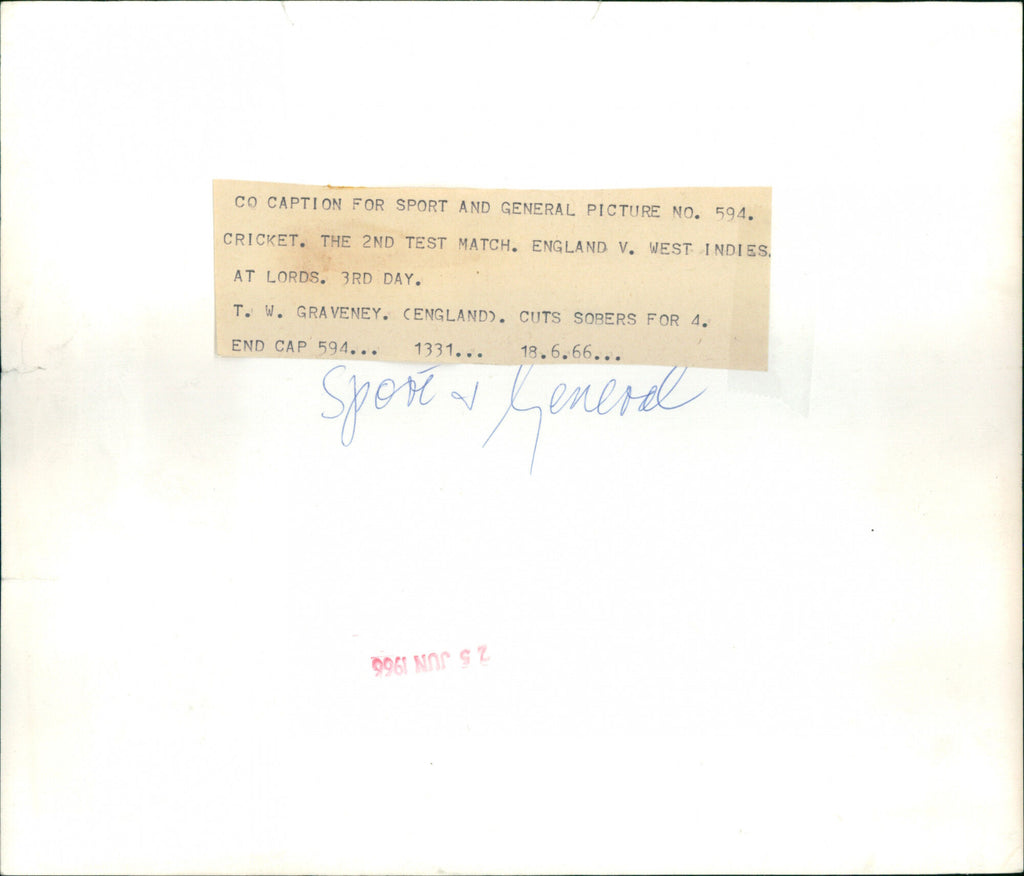 CO CAPTION FOR SPORT AND GENERAL PICTURE NO. 594.
CRICKET. THE 2ND TEST MATCH. ENGLAND V. WEST INDIES.
AT LORDS. 3RD DAY.
T. W. GRAVENEY. (ENGLAND). CUTS SOBERS FOR 4.
END CAP 594... 1331... 18.6.66...
Sport & General
25 JUN 1966